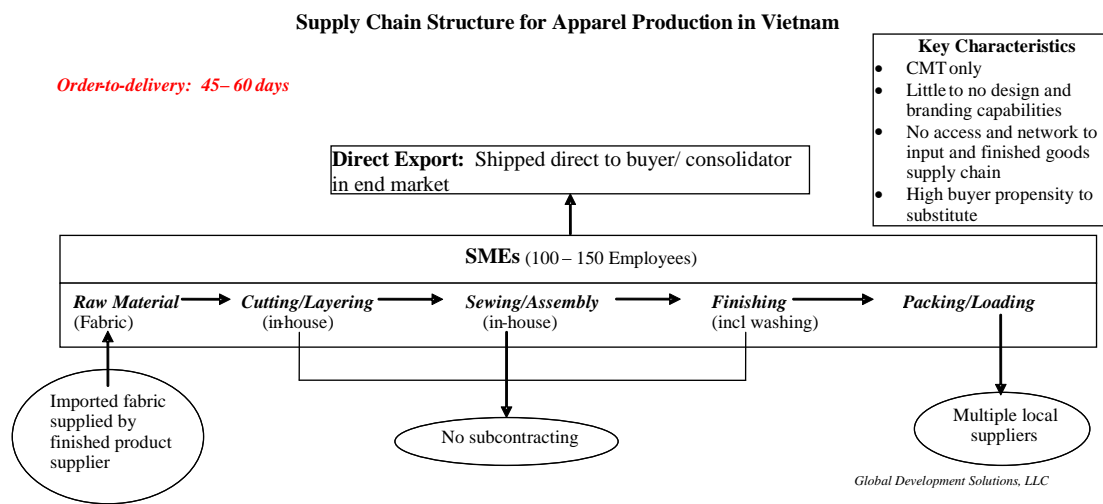 Supply Chain Structure for Apparel Production in Vietnam
Order-to-delivery: 45– 60 days
Key Characteristics
• CMT only
• Little to no design and
branding capabilities
• No access and network to
input and finished goods
supply chain
• High buyer propensity to
substitute
Direct Export: Shipped direct to buyer/ consolidator
in end market
SMEs (100 – 150 Employees)
Raw Material
(Fabric)
Cutting/Layering
(in-house)
Sewing/Assembly
(in-house)
Finishing
(incl washing)
Packing/Loading
Imported fabric
supplied by
finished product
supplier
No subcontracting
Multiple local
suppliers
Global Development Solutions, LLC